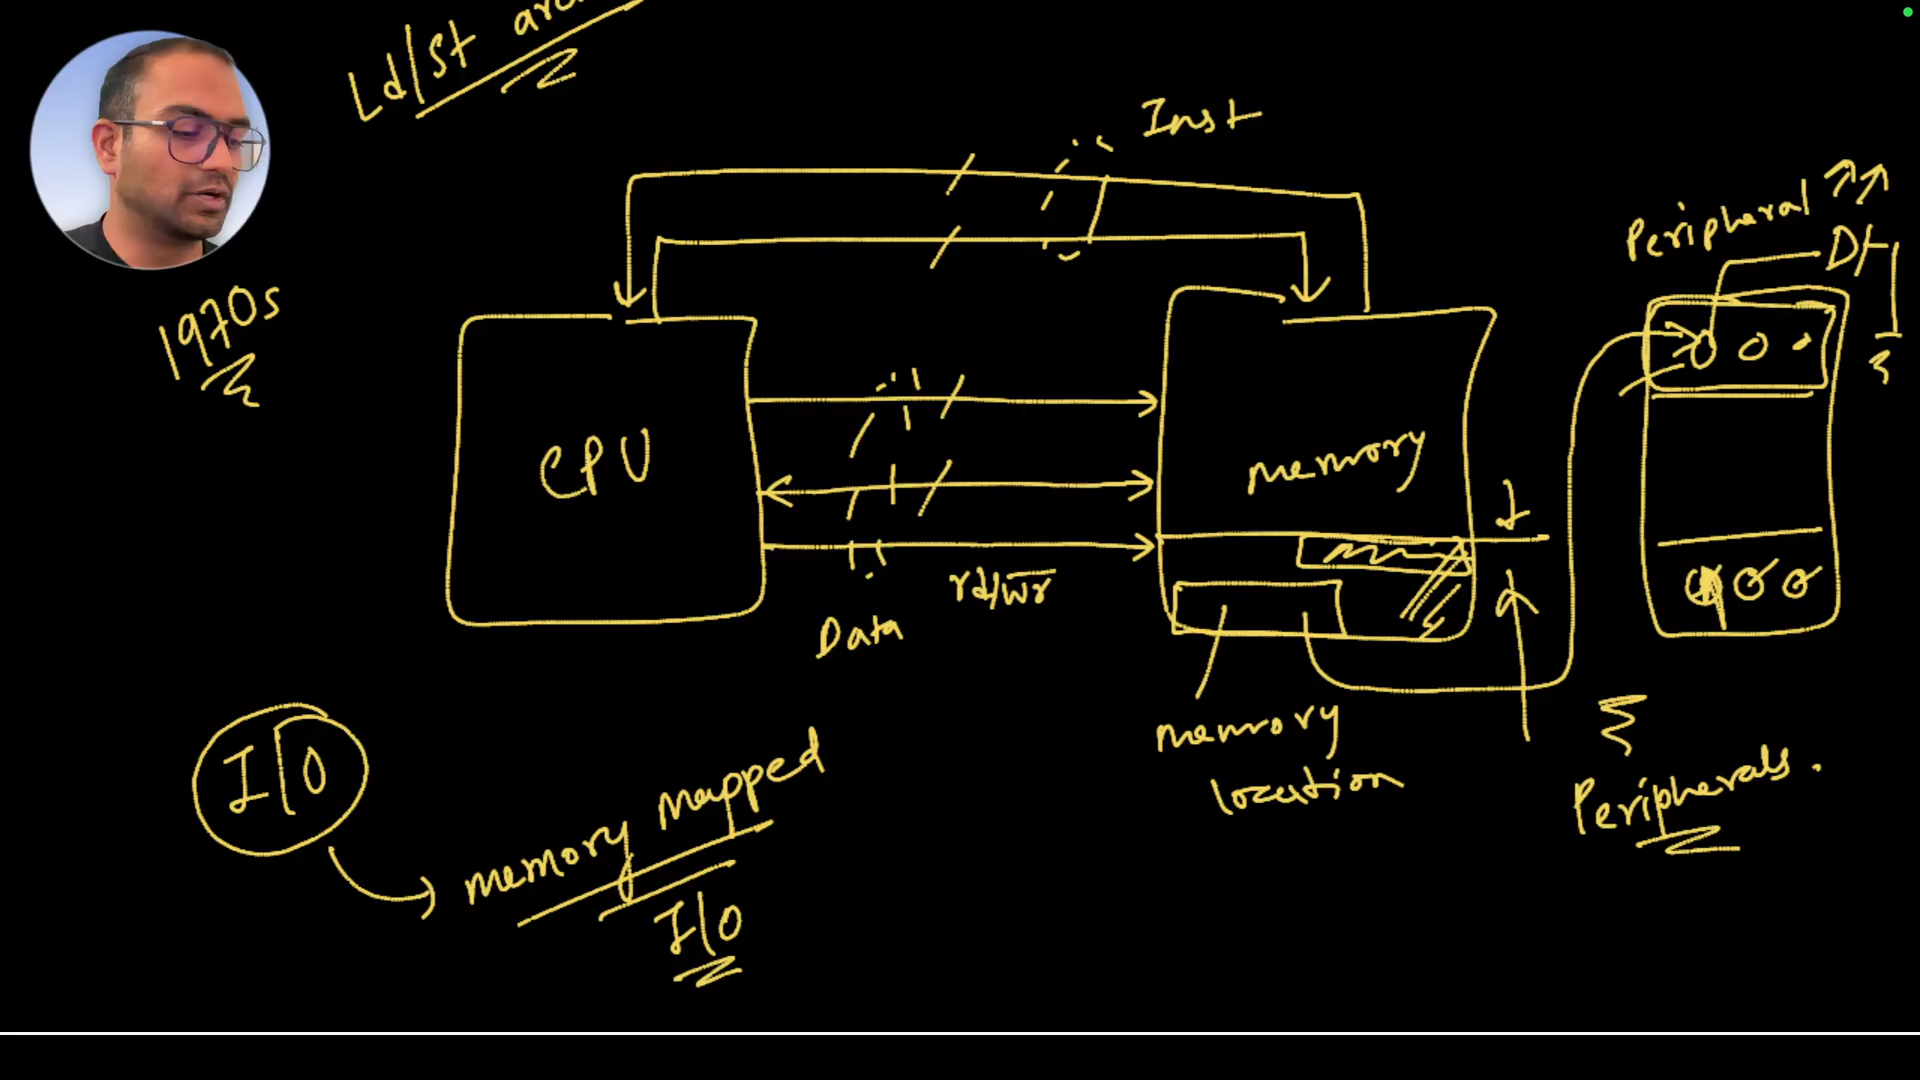 Ld/St
Inst
Peripheral
1970s
CPU
memory
rd/wr
Data
memory
location
Peripherals.
I/O
memory mapped
I/O